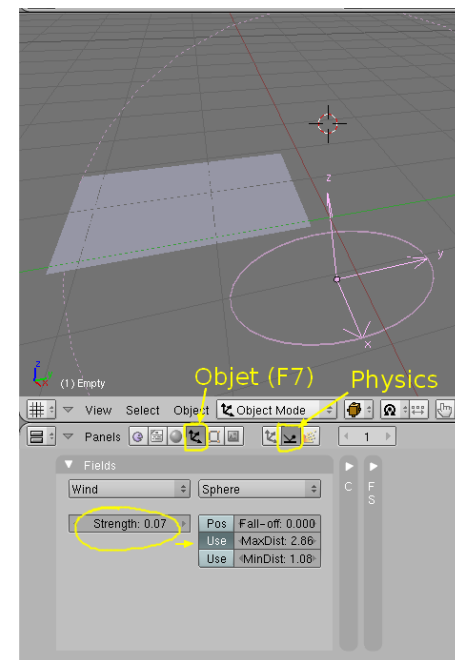 z
y
x
z
x
(1) Empty
Objet (F7)
Physics
View Select Object Object Mode
Panels 1
Fields
C F
S
Wind Sphere
Strength: 0.07 Pos Fall-off: 0.000
Use MaxDist: 2.86
Use MinDist: 1.08